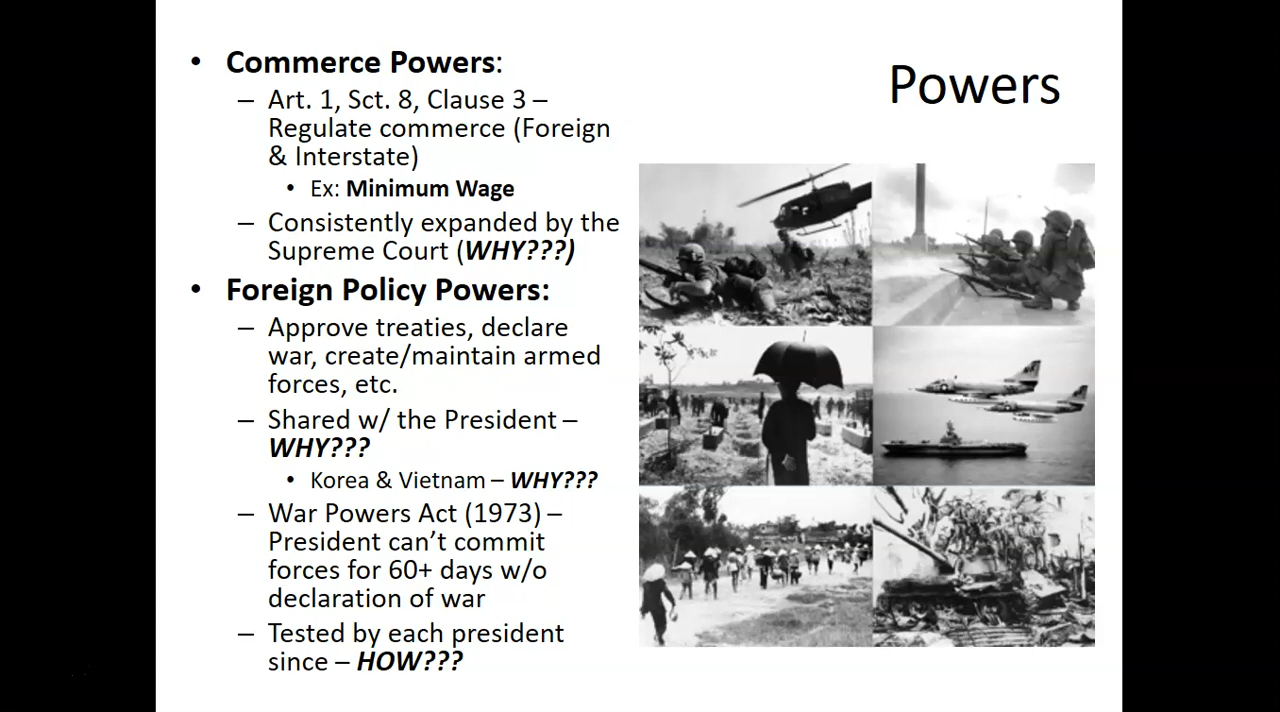 Powers
• Commerce Powers:
– Art. 1, Sct. 8, Clause 3 –
Regulate commerce (Foreign
& Interstate)
• Ex: Minimum Wage
– Consistently expanded by the
Supreme Court (WHY???)
• Foreign Policy Powers:
– Approve treaties, declare
war, create/maintain armed
forces, etc.
– Shared w/ the President –
WHY???
• Korea & Vietnam – WHY???
– War Powers Act (1973) –
President can’t commit
forces for 60+ days w/o
declaration of war
– Tested by each president
since – HOW???